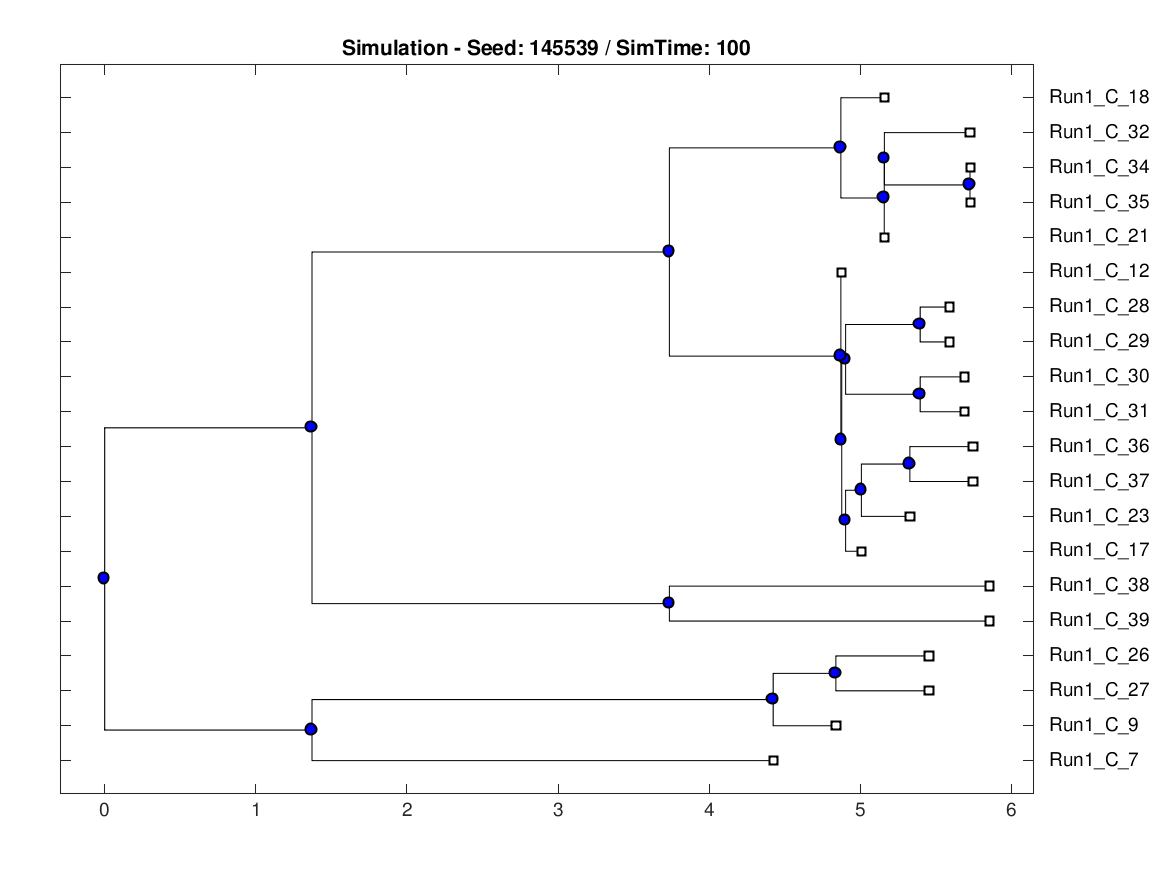 Simulation - Seed: 145539 / SimTime: 100
Run1_C_18
Run1_C_32
Run1_C_34
Run1_C_35
Run1_C_21
Run1_C_12
Run1_C_28
Run1_C_29
Run1_C_30
Run1_C_31
Run1_C_36
Run1_C_37
Run1_C_23
Run1_C_17
Run1_C_38
Run1_C_39
Run1_C_26
Run1_C_27
Run1_C_9
Run1_C_7
0 1 2 3 4 5 6